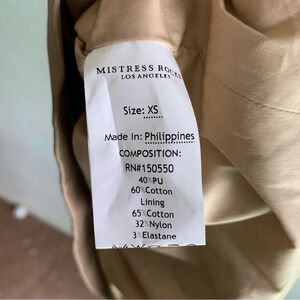 MISTRESS ROCKS
LOS ANGELES
Size: XS
Made In: Philippines
COMPOSITION:
RN#150550
40%PU
60%Cotton
Lining
65%Cotton
32%Nylon
3%Elastane